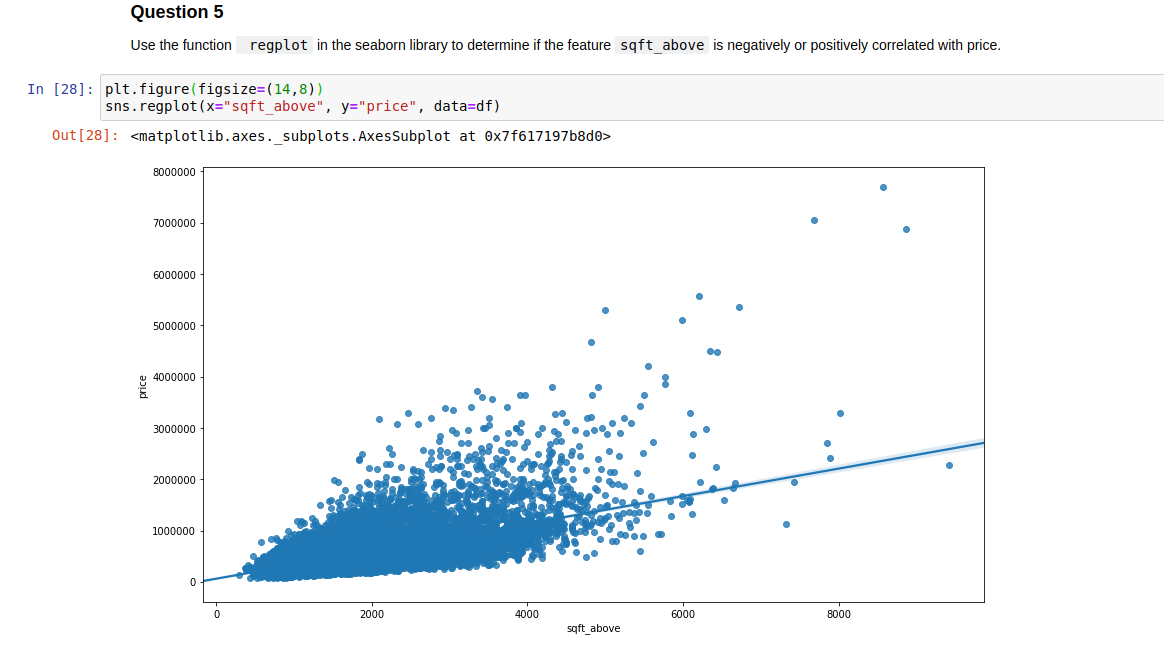 Question 5
Use the function regplot in the seaborn library to determine if the feature sqft_above is negatively or positively correlated with price.
In [28]: plt.figure(figsize=(14,8))
sns.regplot(x="sqft_above", y="price", data=df)
Out[28]: <matplotlib.axes._subplots.AxesSubplot at 0x7f617197b8d0>
8000000
7000000
6000000
5000000
4000000
price
3000000
2000000
1000000
0
0 2000 4000 6000 8000
sqft_above